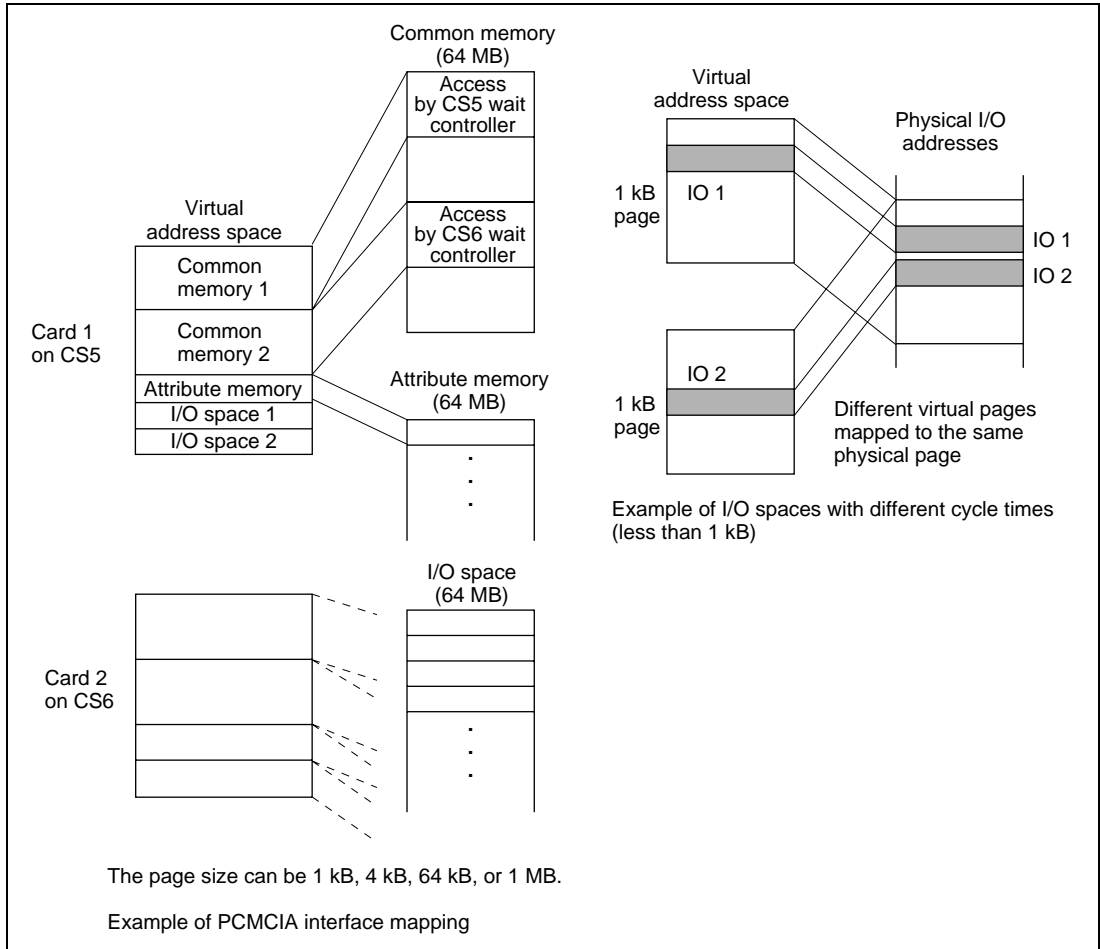 Common memory
(64 MB)
Access
by CS5 wait
controller
Access
by CS6 wait
controller
Virtual
address space
Common
memory 1
Common
memory 2
Attribute memory
I/O space 1
I/O space 2
Card 1
on CS5
Attribute memory
(64 MB)
I/O space
(64 MB)
Card 2
on CS6
Virtual
address space
Physical I/O
addresses
1 kB
page
IO 1
IO 1
IO 2
IO 2
1 kB
page
Different virtual pages
mapped to the same
physical page
Example of I/O spaces with different cycle times
(less than 1 kB)
The page size can be 1 kB, 4 kB, 64 kB, or 1 MB.
Example of PCMCIA interface mapping